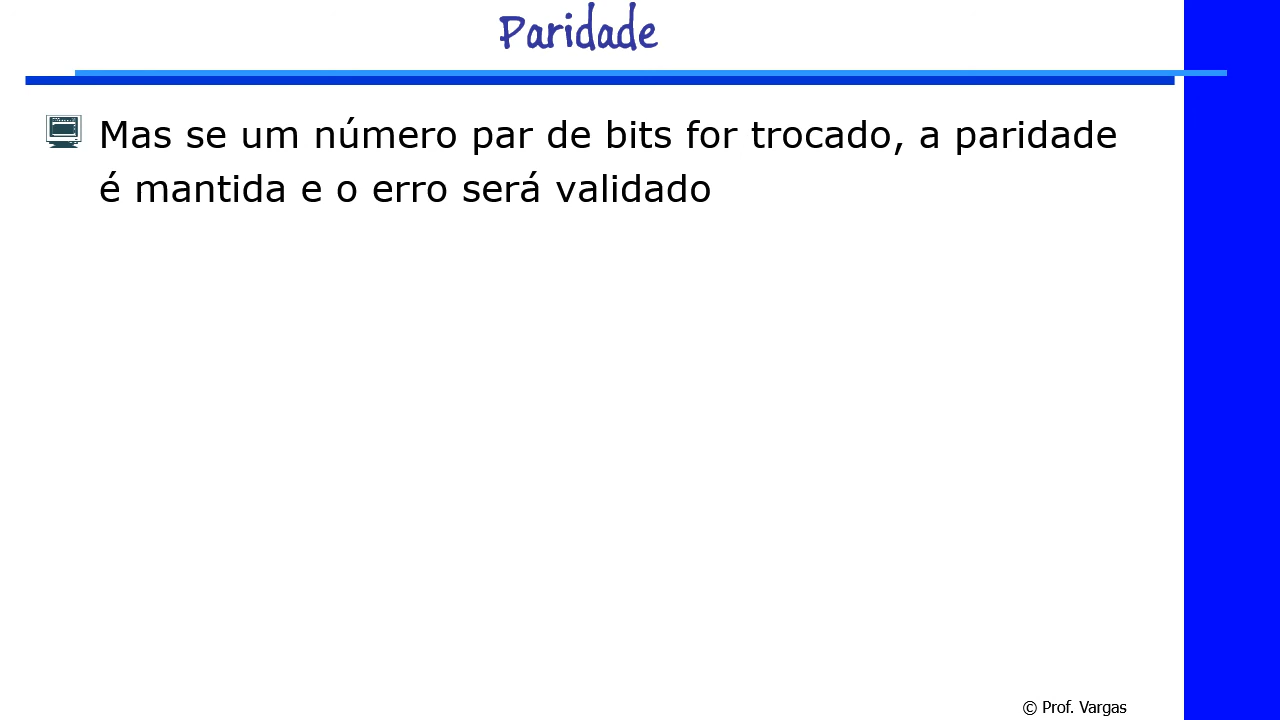 Paridade
Mas se um número par de bits for trocado, a paridade
é mantida e o erro será validado
© Prof. Vargas